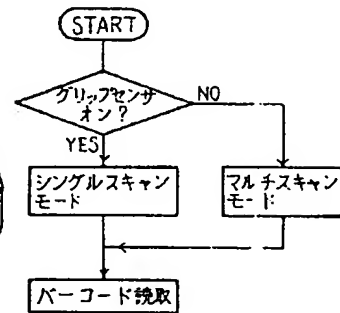 START
グリップセンサ
オン？
NO
YES
シングルスキャン
モード
マルチスキャン
モード
バーコード読取